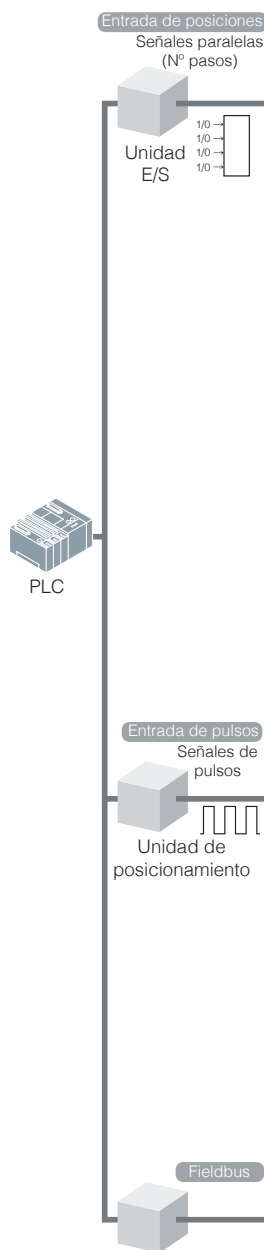 Entrada de posiciones
Señales paralelas
(Nº pasos)
1/0
1/0
1/0
1/0
Unidad
E/S
PLC
Entrada de pulsos
Señales de
pulsos
Unidad de
posicionamiento
Fieldbus